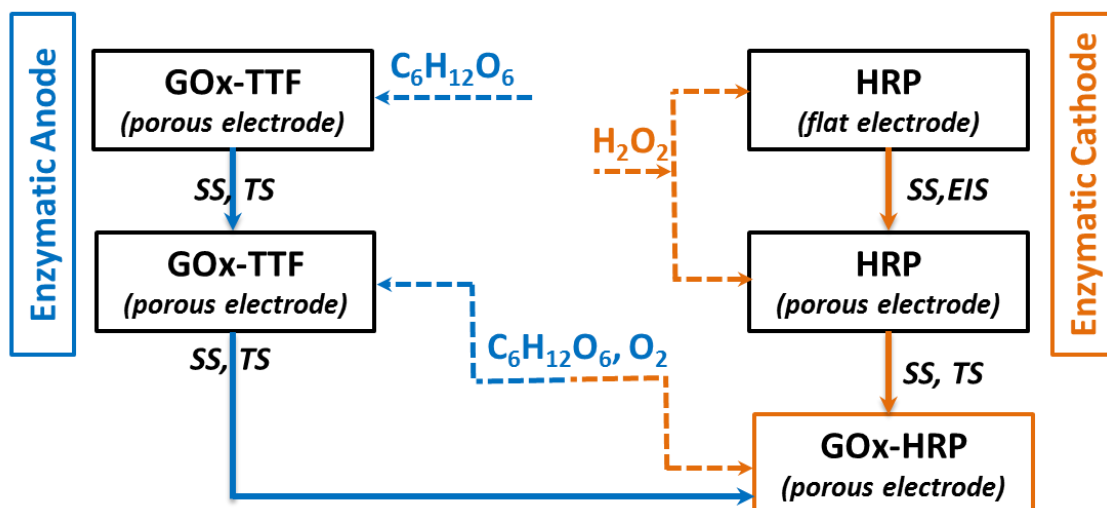 Enzymatic Anode
GOx-TTF
(porous electrode)
C₆H₁₂O₆
SS, TS
GOx-TTF
(porous electrode)
SS, TS
C₆H₁₂O₆, O₂
H₂O₂
HRP
(flat electrode)
SS,EIS
HRP
(porous electrode)
SS, TS
GOx-HRP
(porous electrode)
Enzymatic Cathode